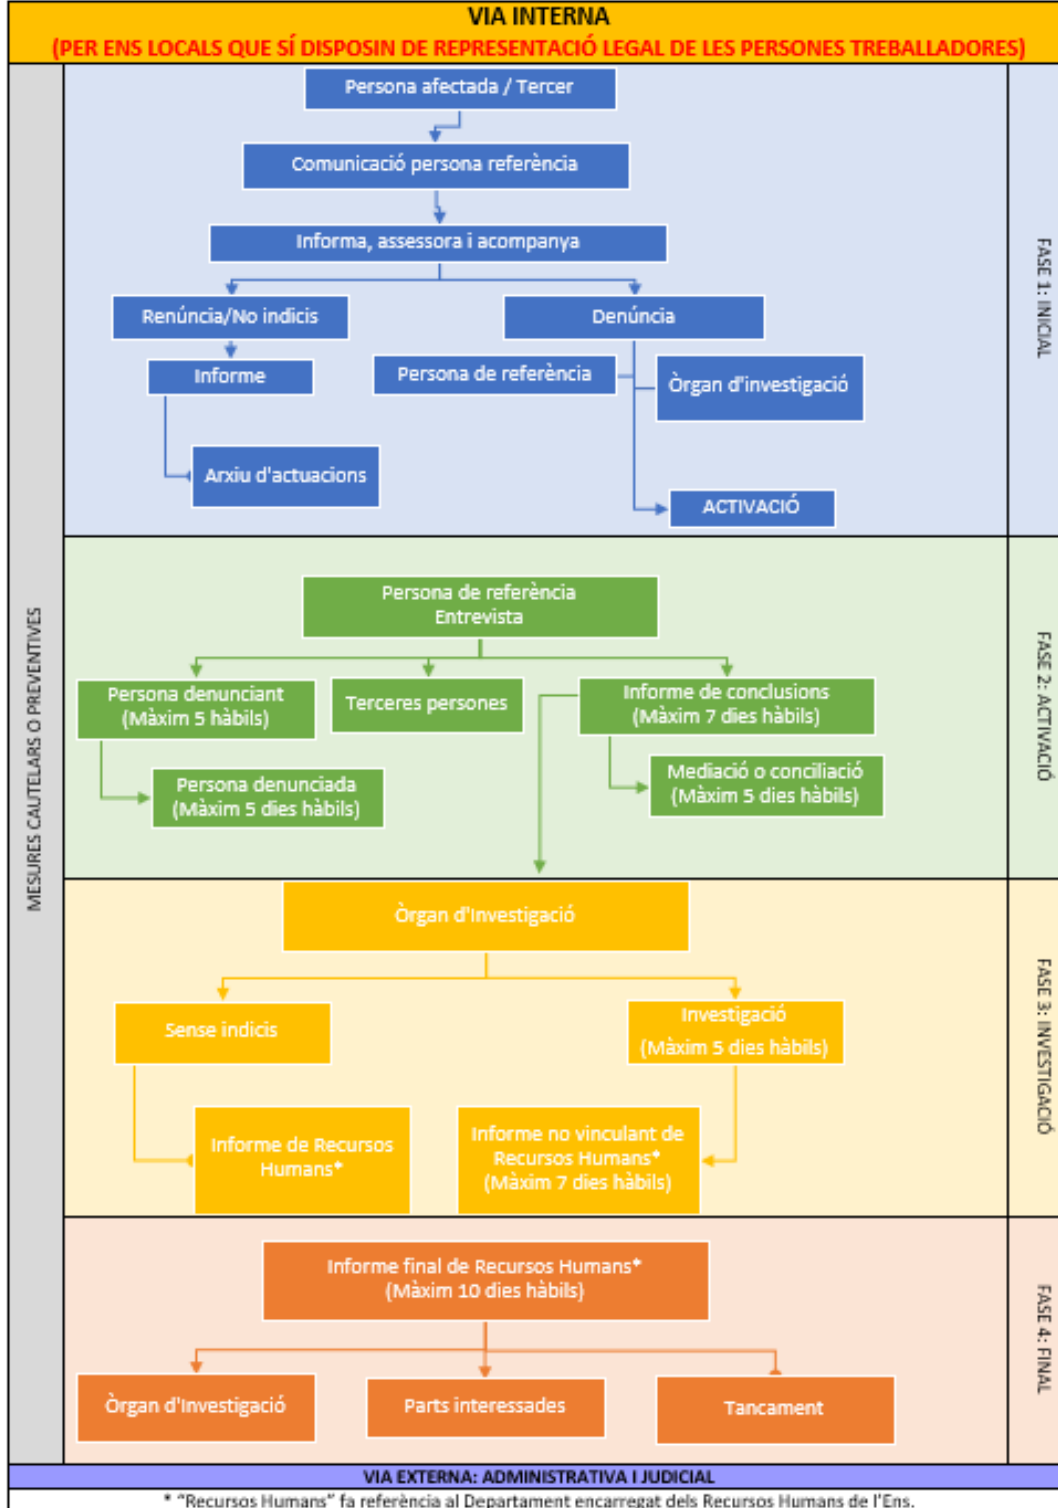 VIA INTERNA
(PER ENS LOCALS QUE SÍ DISPOSIN DE REPRESENTACIÓ LEGAL DE LES PERSONES TREBALLADORES)
MESURES CAUTELARS O PREVENTIVES
FASE 1: INICIAL
Persona afectada / Tercer
Comunicació persona referència
Informa, assessora i acompanya
Renúncia/No indicis
Denúncia
Informe
Persona de referència
Òrgan d'investigació
Arxiu d'actuacions
ACTIVACIÓ
FASE 2: ACTIVACIÓ
Persona de referència
Entrevista
Persona denunciant
(Màxim 5 hàbils)
Terceres persones
Informe de conclusions
(Màxim 7 dies hàbils)
Persona denunciada
(Màxim 5 dies hàbils)
Mediació o conciliació
(Màxim 5 dies hàbils)
FASE 3: INVESTIGACIÓ
Òrgan d'Investigació
Sense indicis
Investigació
(Màxim 5 dies hàbils)
Informe de Recursos
Humans*
Informe no vinculant de
Recursos Humans*
(Màxim 7 dies hàbils)
FASE 4: FINAL
Informe final de Recursos Humans*
(Màxim 10 dies hàbils)
Òrgan d'Investigació
Parts interessades
Tancament
VIA EXTERNA: ADMINISTRATIVA I JUDICIAL
* "Recursos Humans" fa referència al Departament encarregat dels Recursos Humans de l'Ens.